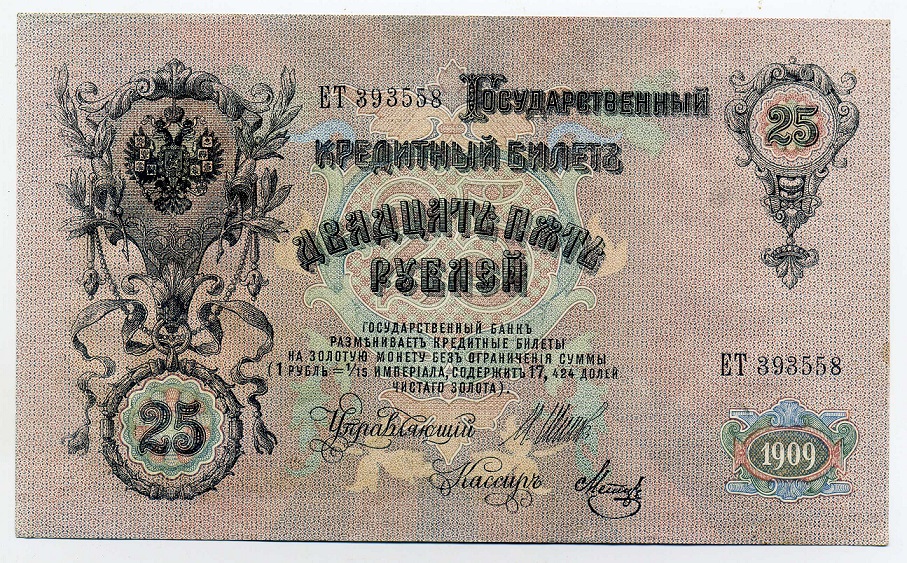 ЕТ 393558
Государственный
кредитный билетъ
двадцать пять
рублей
25
25
ГОСУДАРСТВЕННЫЙ БАНКЪ
РАЗМѢНИВАЕТЪ КРЕДИТНЫЕ БИЛЕТЫ
НА ЗОЛОТУЮ МОНЕТУ БЕЗЪ ОГРАНИЧЕНІЯ СУММЫ
(1 РУБЛЬ = 1/15 ИМПЕРІАЛА, СОДЕРЖИТЪ 17,424 ДОЛЕЙ
ЧИСТАГО ЗОЛОТА).
ЕТ 393558
Управляющій
Кассиръ
25
1909